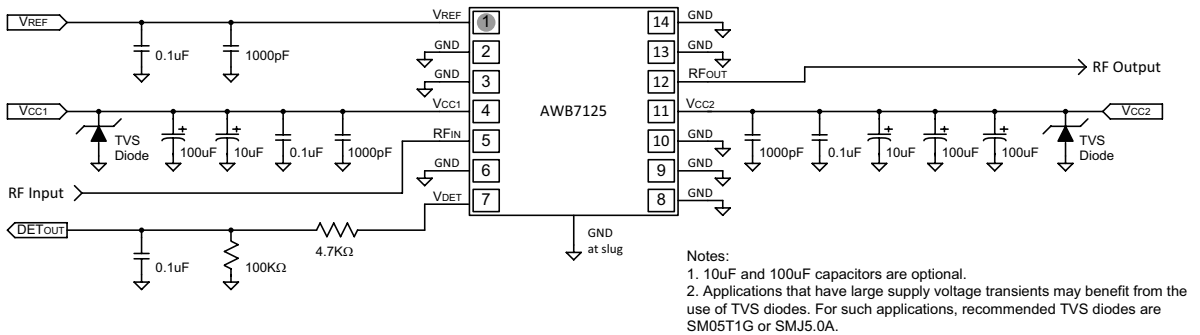 VREF
VREF
1
14
GND
0.1uF
1000pF
GND
2
13
GND
GND
3
12
RFOUT
RF Output
VCC1
VCC1
4
AWB7125
11
VCC2
VCC2
TVS
Diode
100uF
10uF
0.1uF
1000pF
RFIN
5
10
GND
1000pF
0.1uF
10uF
100uF
100uF
TVS
Diode
RF Input
GND
6
9
GND
VDET
7
8
GND
DETOUT
0.1uF
100KΩ
4.7KΩ
GND
at slug
Notes:
1. 10uF and 100uF capacitors are optional.
2. Applications that have large supply voltage transients may benefit from the
use of TVS diodes. For such applications, recommended TVS diodes are
SM05T1G or SMJ5.0A.